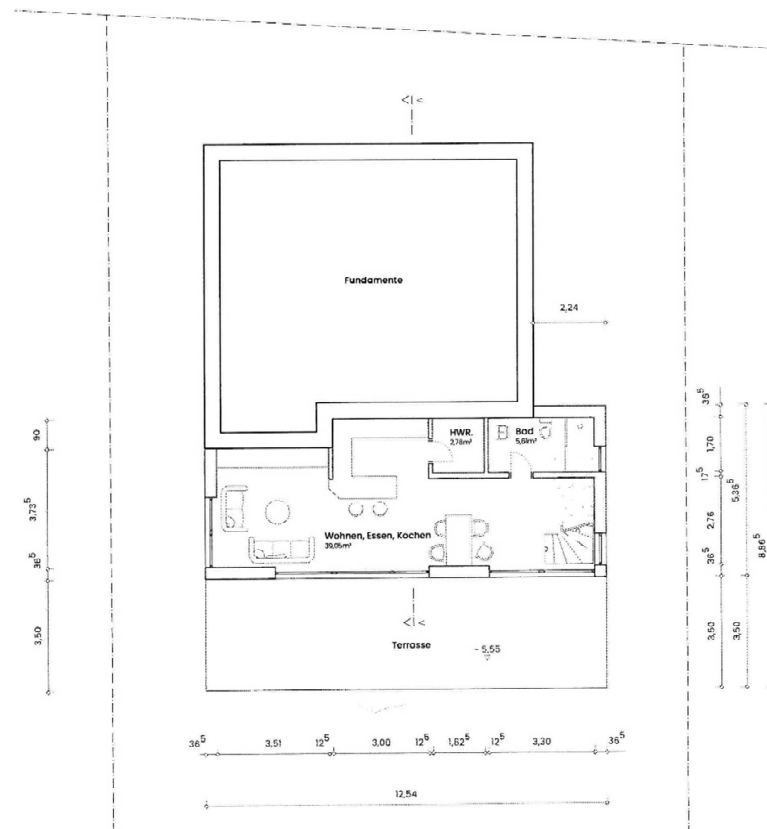 Fundamente
2,24
HWR.
2,78m²
Bad
5,61m²
Wohnen, Essen, Kochen
39,05m²
Terrasse
- 5,55
90
3,73⁵
36⁵
3,50
36⁵
1,70
17⁵
2,76
36⁵
3,50
5,36⁵
3,50
8,86⁵
36⁵ 3,51 12⁵ 3,00 12⁵ 1,62⁵ 12⁵ 3,30 36⁵
12,54